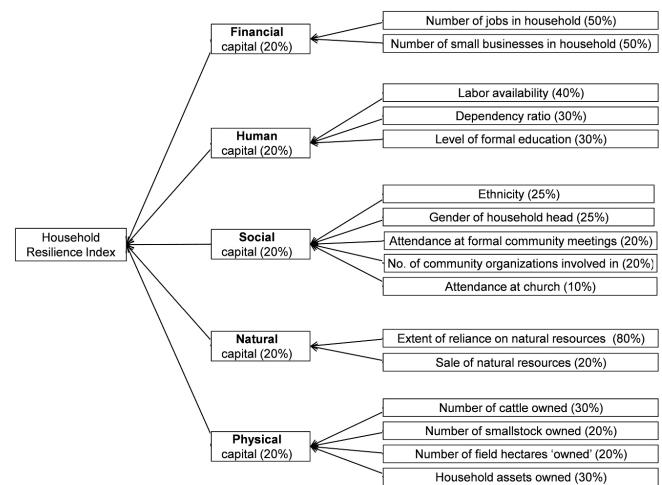 Household
Resilience Index
Financial
capital (20%)
Number of jobs in household (50%)
Number of small businesses in household (50%)
Human
capital (20%)
Labor availability (40%)
Dependency ratio (30%)
Level of formal education (30%)
Social
capital (20%)
Ethnicity (25%)
Gender of household head (25%)
Attendance at formal community meetings (20%)
No. of community organizations involved in (20%)
Attendance at church (10%)
Natural
capital (20%)
Extent of reliance on natural resources (80%)
Sale of natural resources (20%)
Physical
capital (20%)
Number of cattle owned (30%)
Number of smallstock owned (20%)
Number of field hectares ‘owned’ (20%)
Household assets owned (30%)